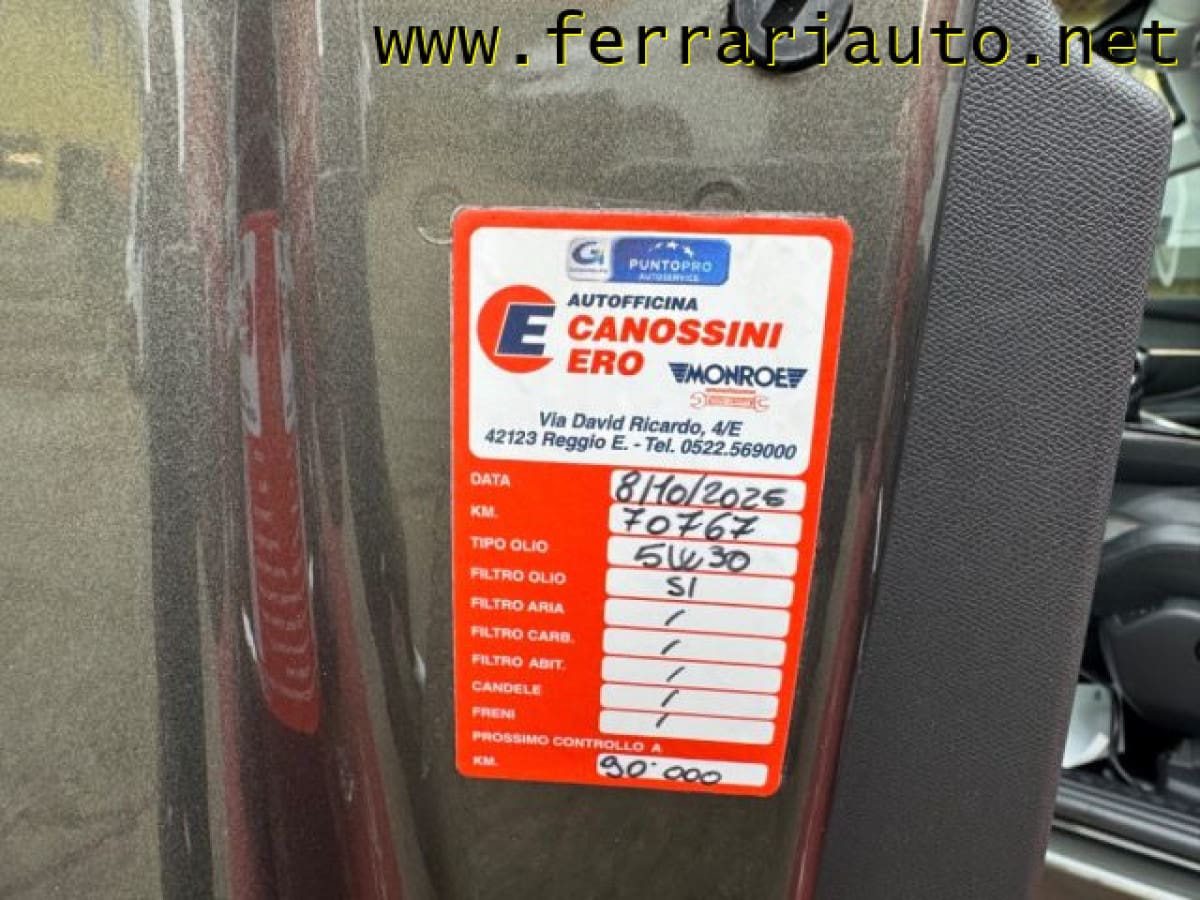 www.ferrariauto.net
G
PUNTOPRO
AUTOSERVICE
E
AUTOFFICINA
CANOSSINI
ERO
MONROE
Via David Ricardo, 4/E
42123 Reggio E. - Tel. 0522.569000
DATA 8/10/2025
KM. 70767
TIPO OLIO 5W30
FILTRO OLIO SI
FILTRO ARIA /
FILTRO CARB. /
FILTRO ABIT. /
CANDELE /
FRENI /
PROSSIMO CONTROLLO A
KM. 90.000